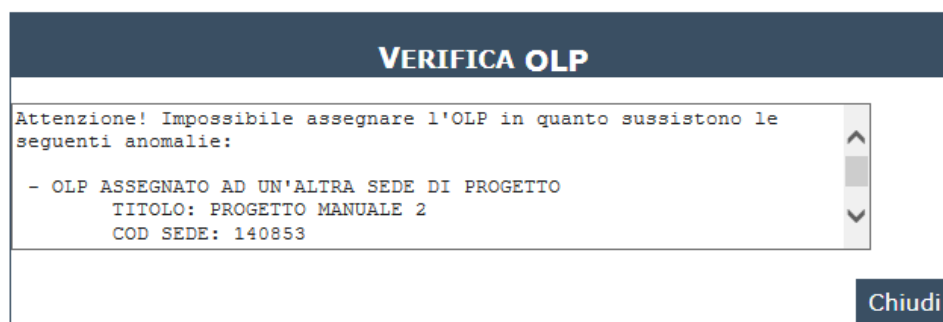 VERIFICA OLP
Attenzione! Impossibile assegnare l'OLP in quanto sussistono le
seguenti anomalie:
- OLP ASSEGNATO AD UN'ALTRA SEDE DI PROGETTO
TITOLO: PROGETTO MANUALE 2
COD SEDE: 140853
Chiudi